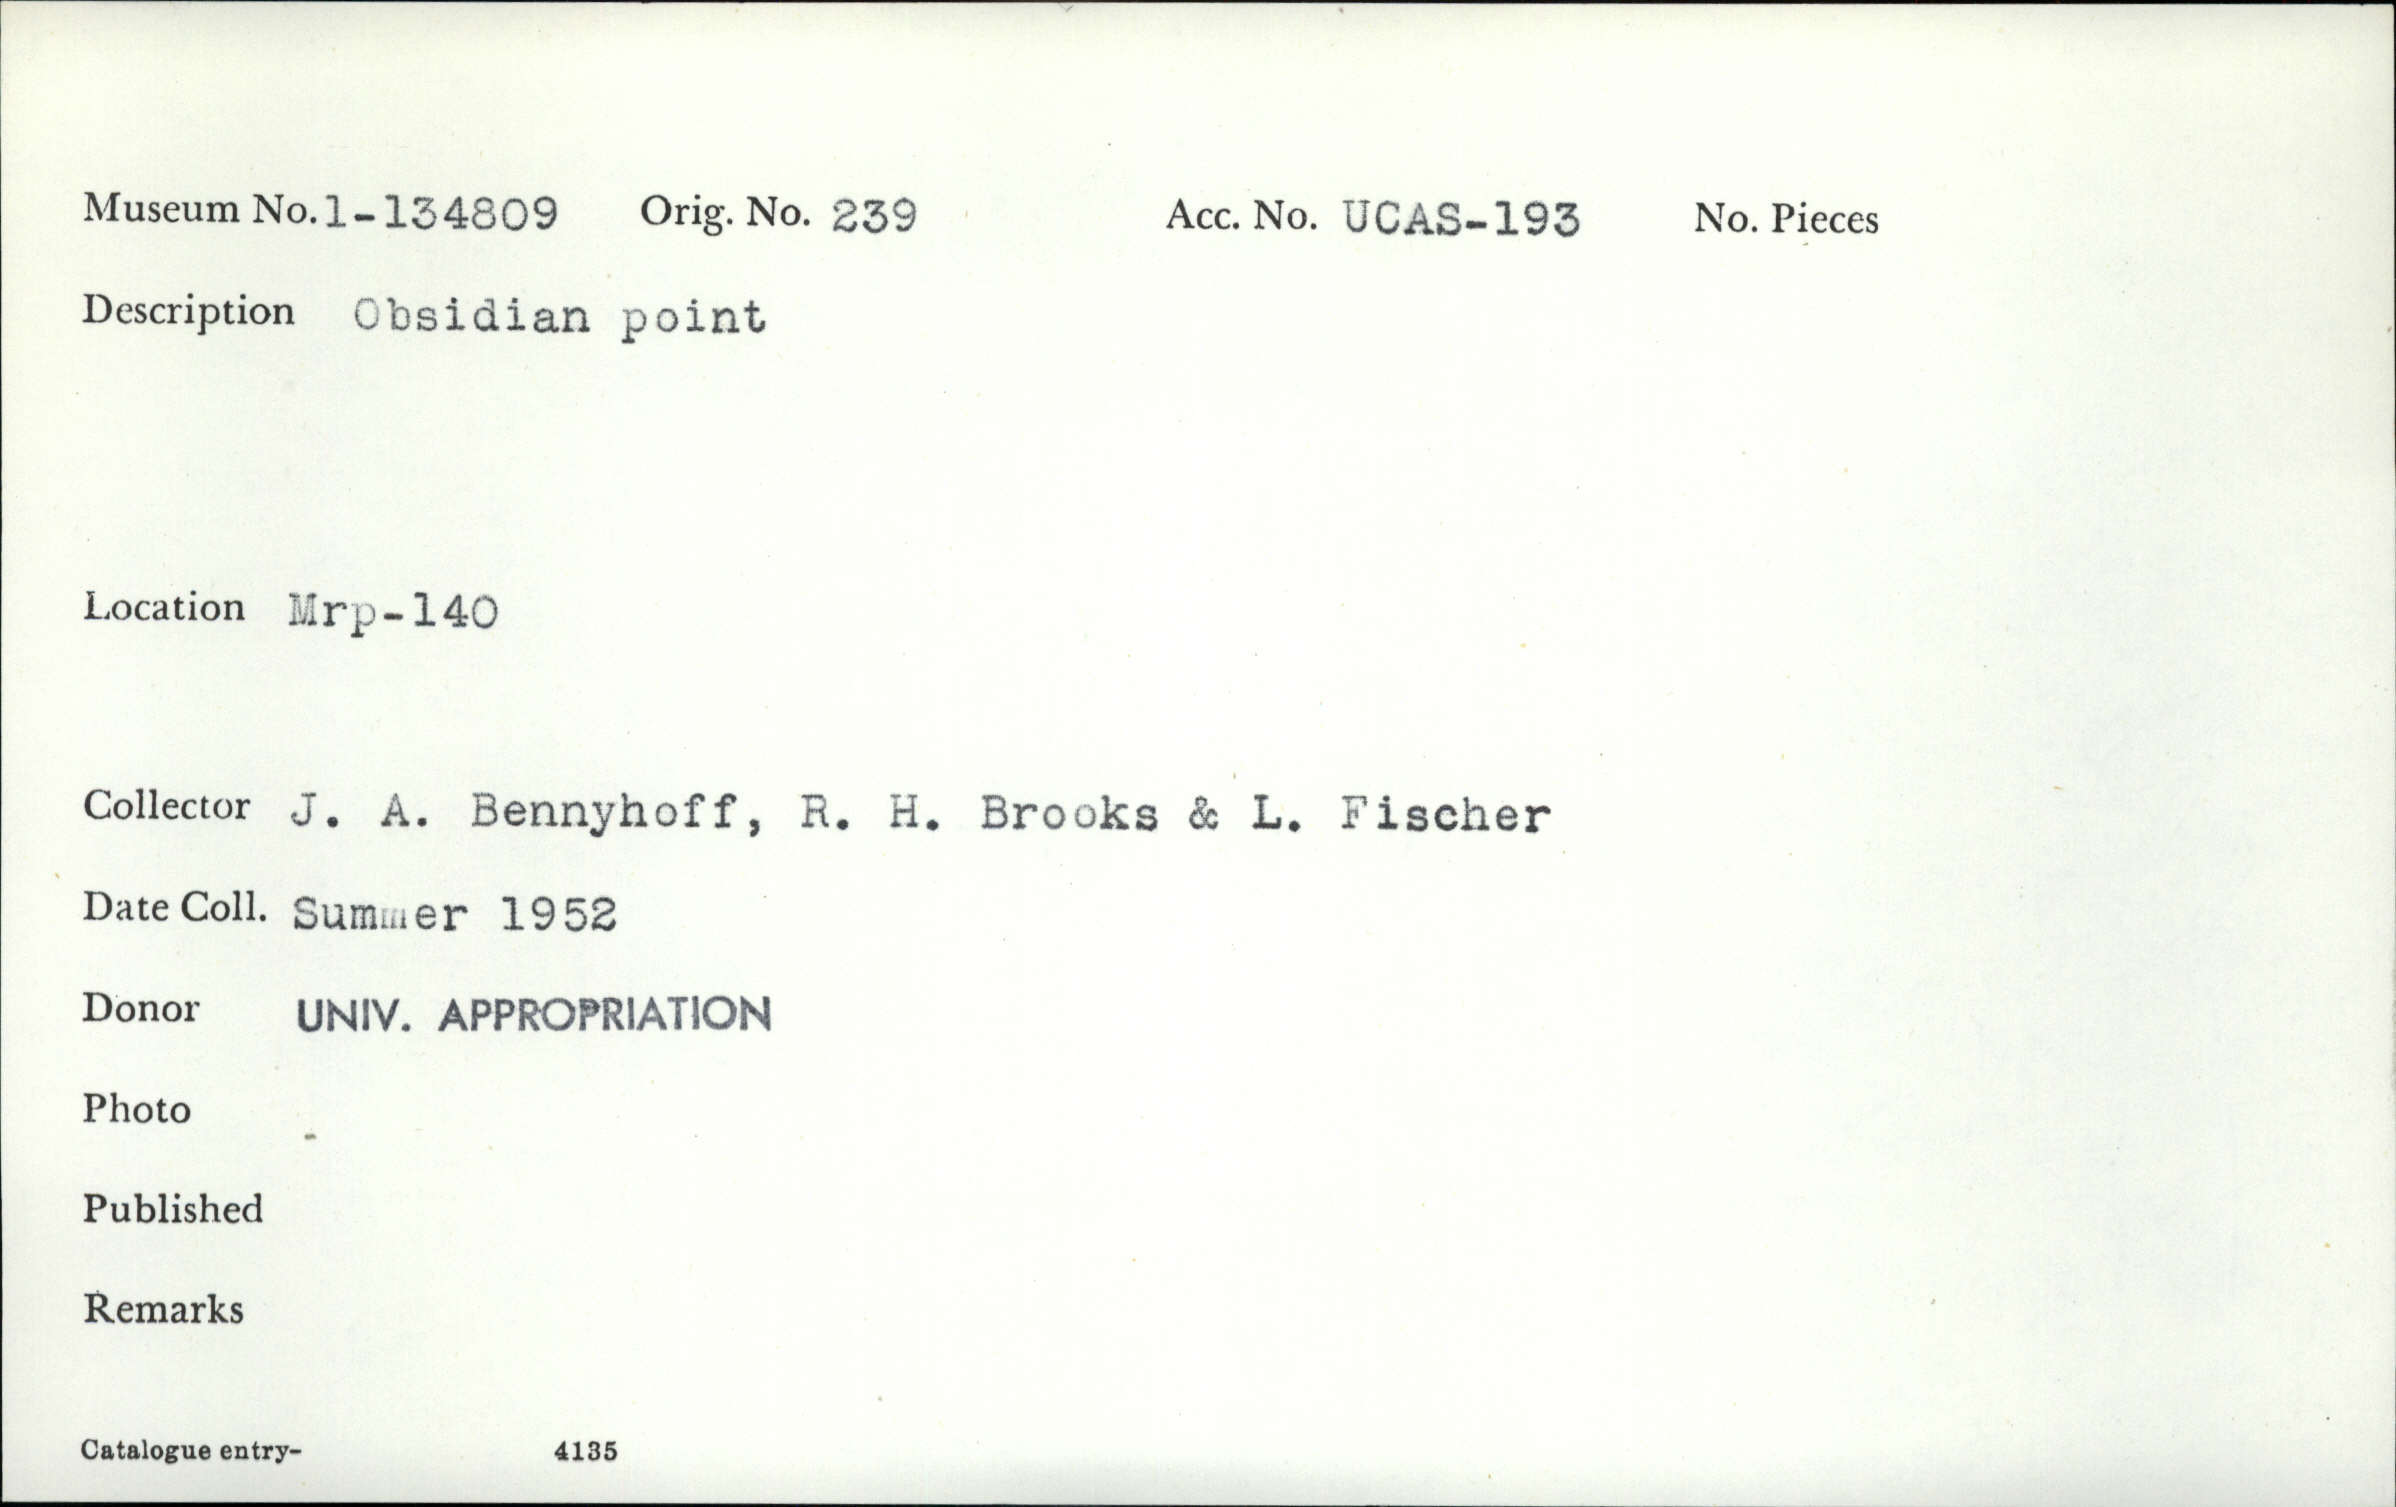 Museum No. 1-134809 Orig. No. 239 Acc. No. UCAS-193 No. Pieces
Description Obsidian point
Location Mrp-140
Collector J. A. Bennyhoff, R. H. Brooks & L. Fischer
Date Coll. Summer 1952
Donor UNIV. APPROPRIATION
Photo
Published
Remarks
Catalogue entry- 4135